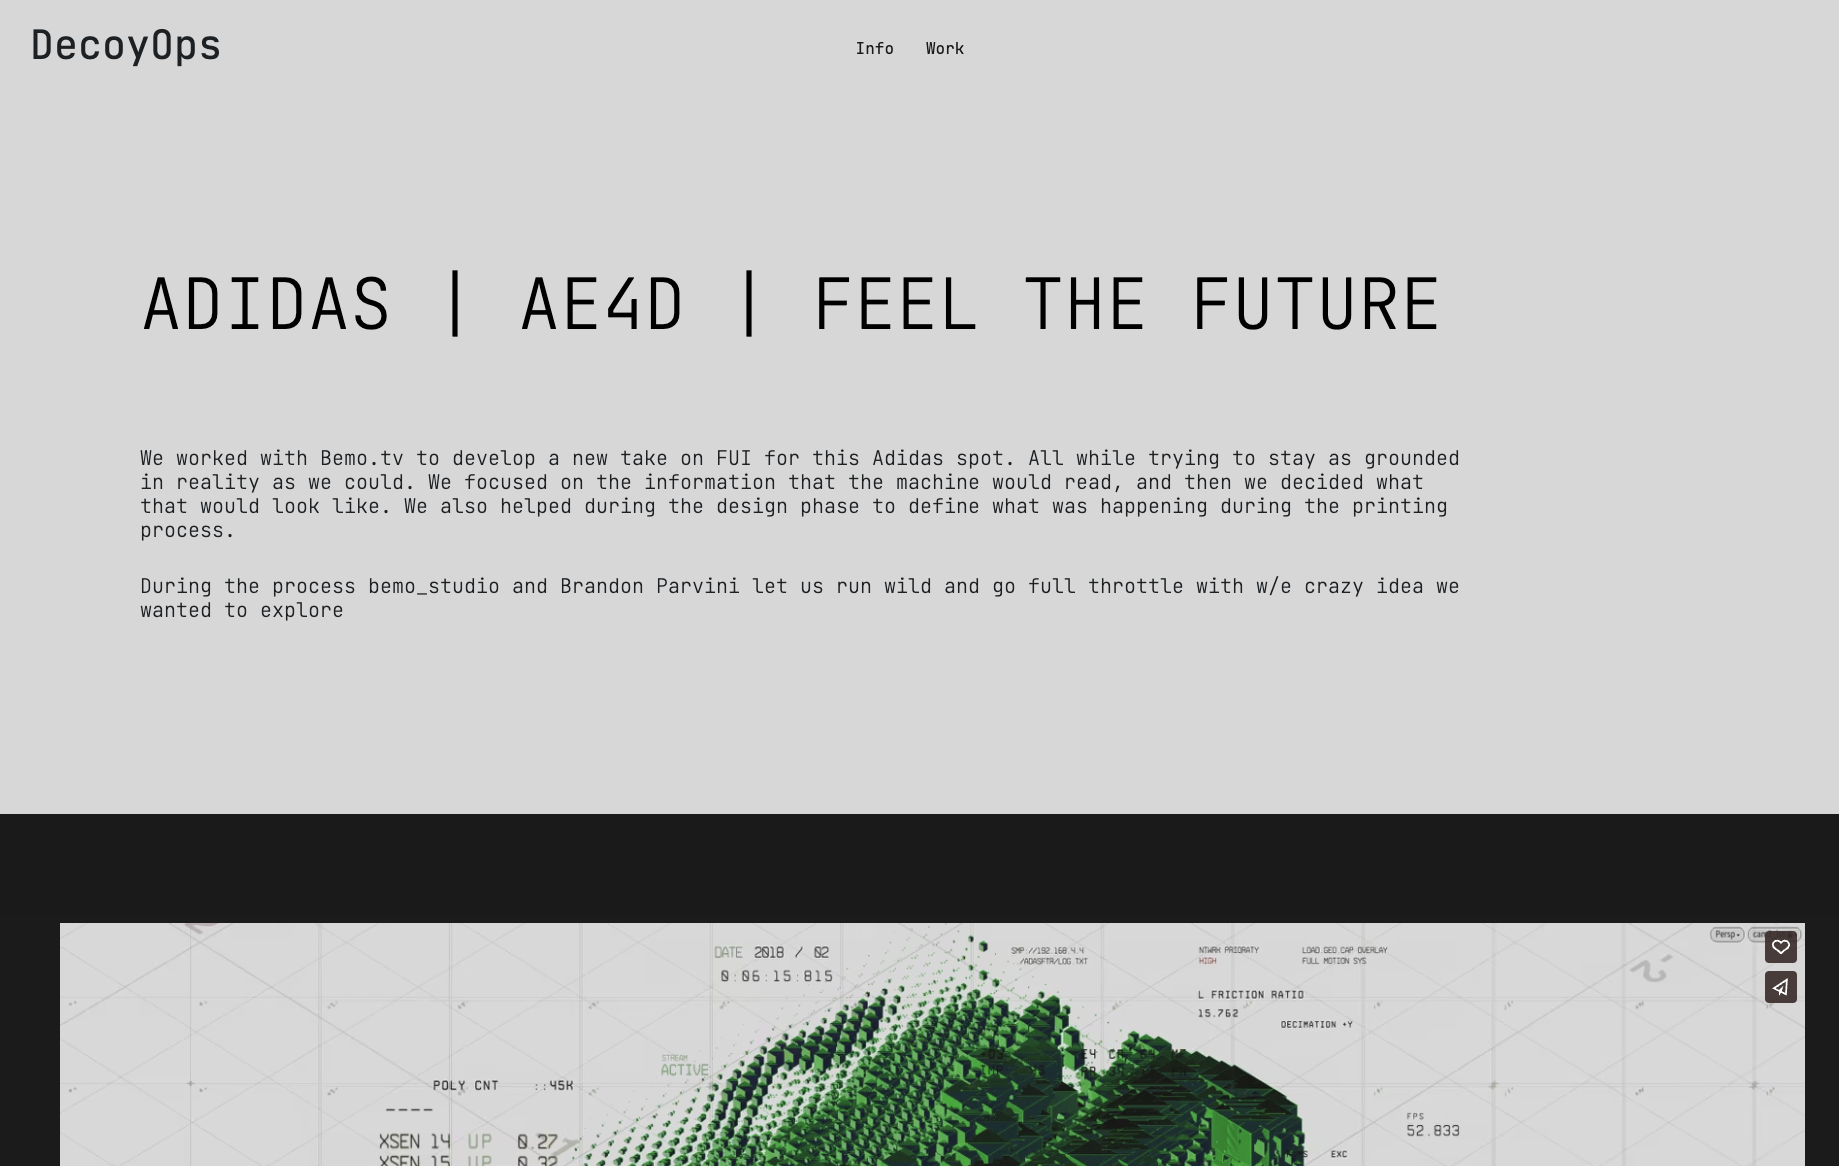 DecoyOps
Info
Work
ADIDAS | AE4D | FEEL THE FUTURE
We worked with Bemo.tv to develop a new take on FUI for this Adidas spot. All while trying to stay as grounded
in reality as we could. We focused on the information that the machine would read, and then we decided what
that would look like. We also helped during the design phase to define what was happening during the printing
process.
During the process bemo_studio and Brandon Parvini let us run wild and go full throttle with w/e crazy idea we
wanted to explore
Persp
DATE 2018 / 02
0:06:15:815
SMP://192.168.4.4
/ADASFTR/LOG.TXT
NTWRK PRIORATY
HIGH
LOAD.GEO.CAP OVERLAY
FULL MOTION SYS
L FRICTION RATIO
15.762
DECIMATION +Y
STREAM
ACTIVE
POLY CNT ::45K
----
XSEN 14 UP 0.27
XSEN 15 UP 0.32
FPS
52.833
EXC